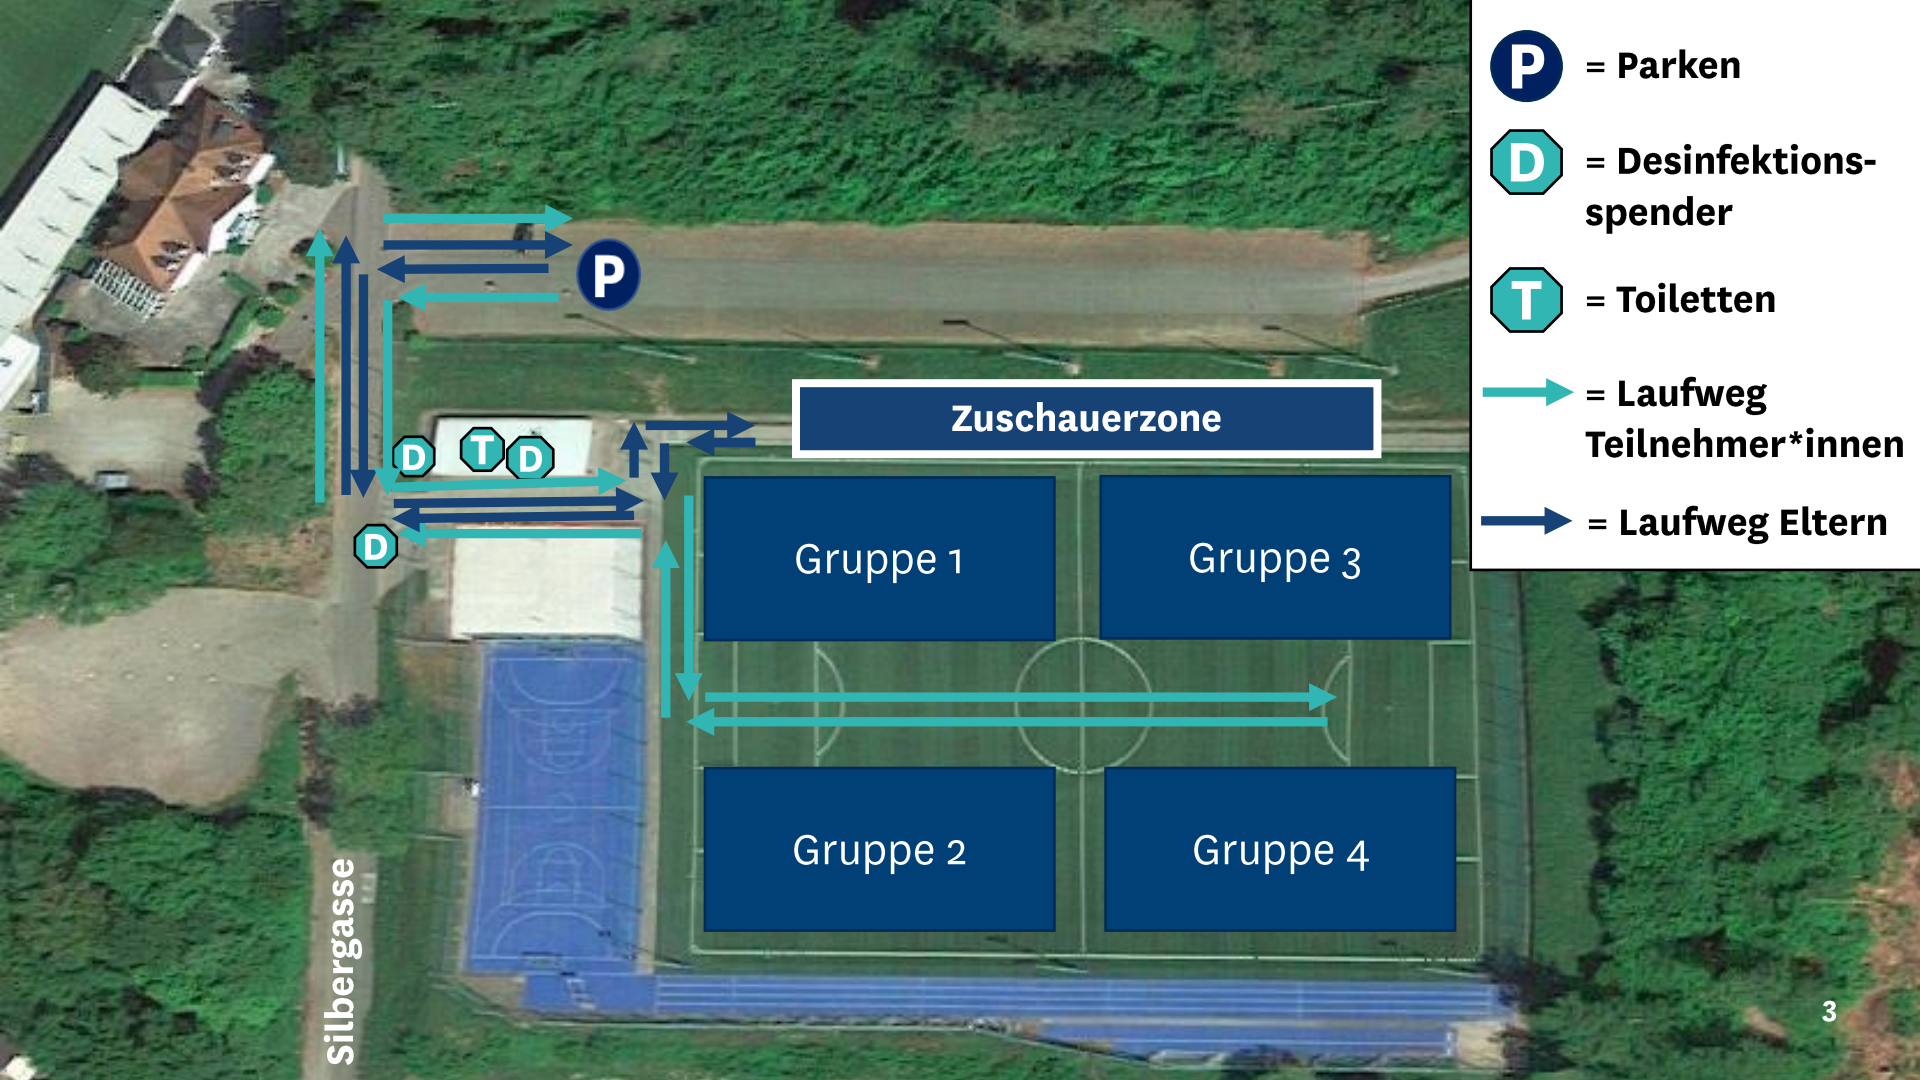 P = Parken
D = Desinfektions-
spender
T = Toiletten
= Laufweg
Teilnehmer*innen
= Laufweg Eltern
P
Zuschauerzone
D T D
D
Gruppe 1
Gruppe 3
Gruppe 2
Gruppe 4
Silbergasse
3